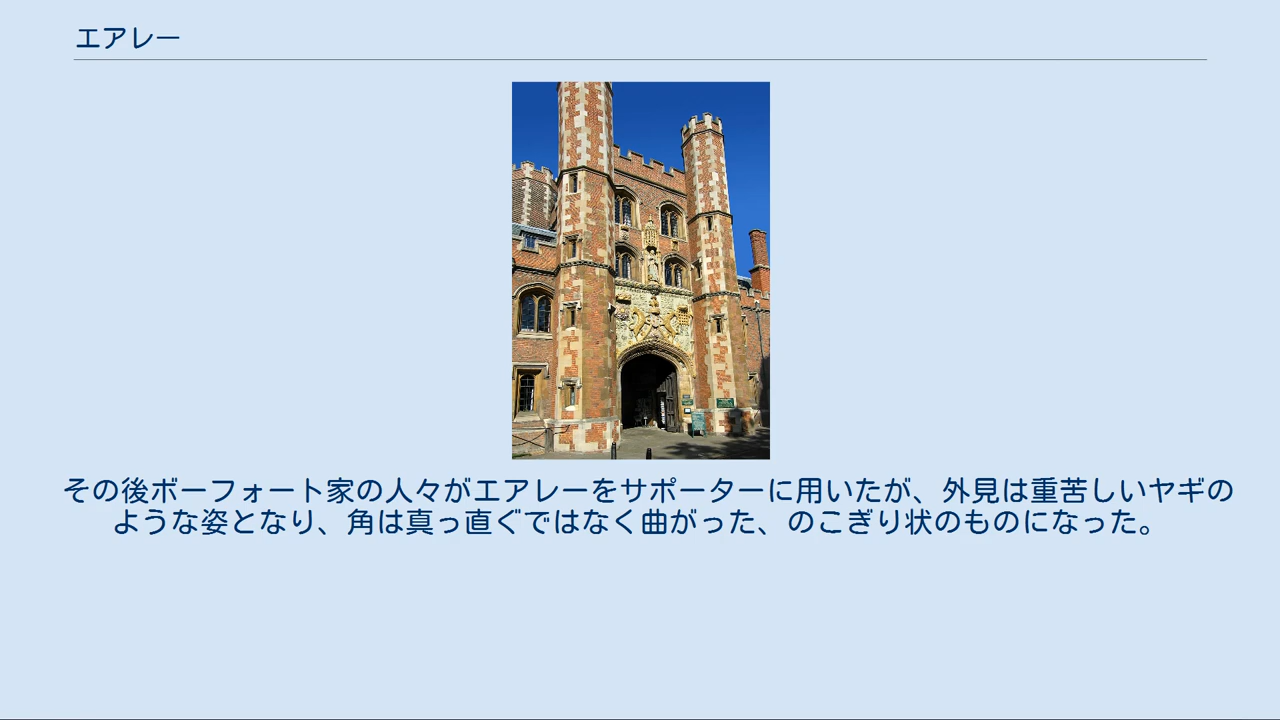 エアレー
その後ボーフォート家の人々がエアレーをサポーターに用いたが、外見は重苦しいヤギの
ような姿となり、角は真っ直ぐではなく曲がった、のこぎり状のものになった。